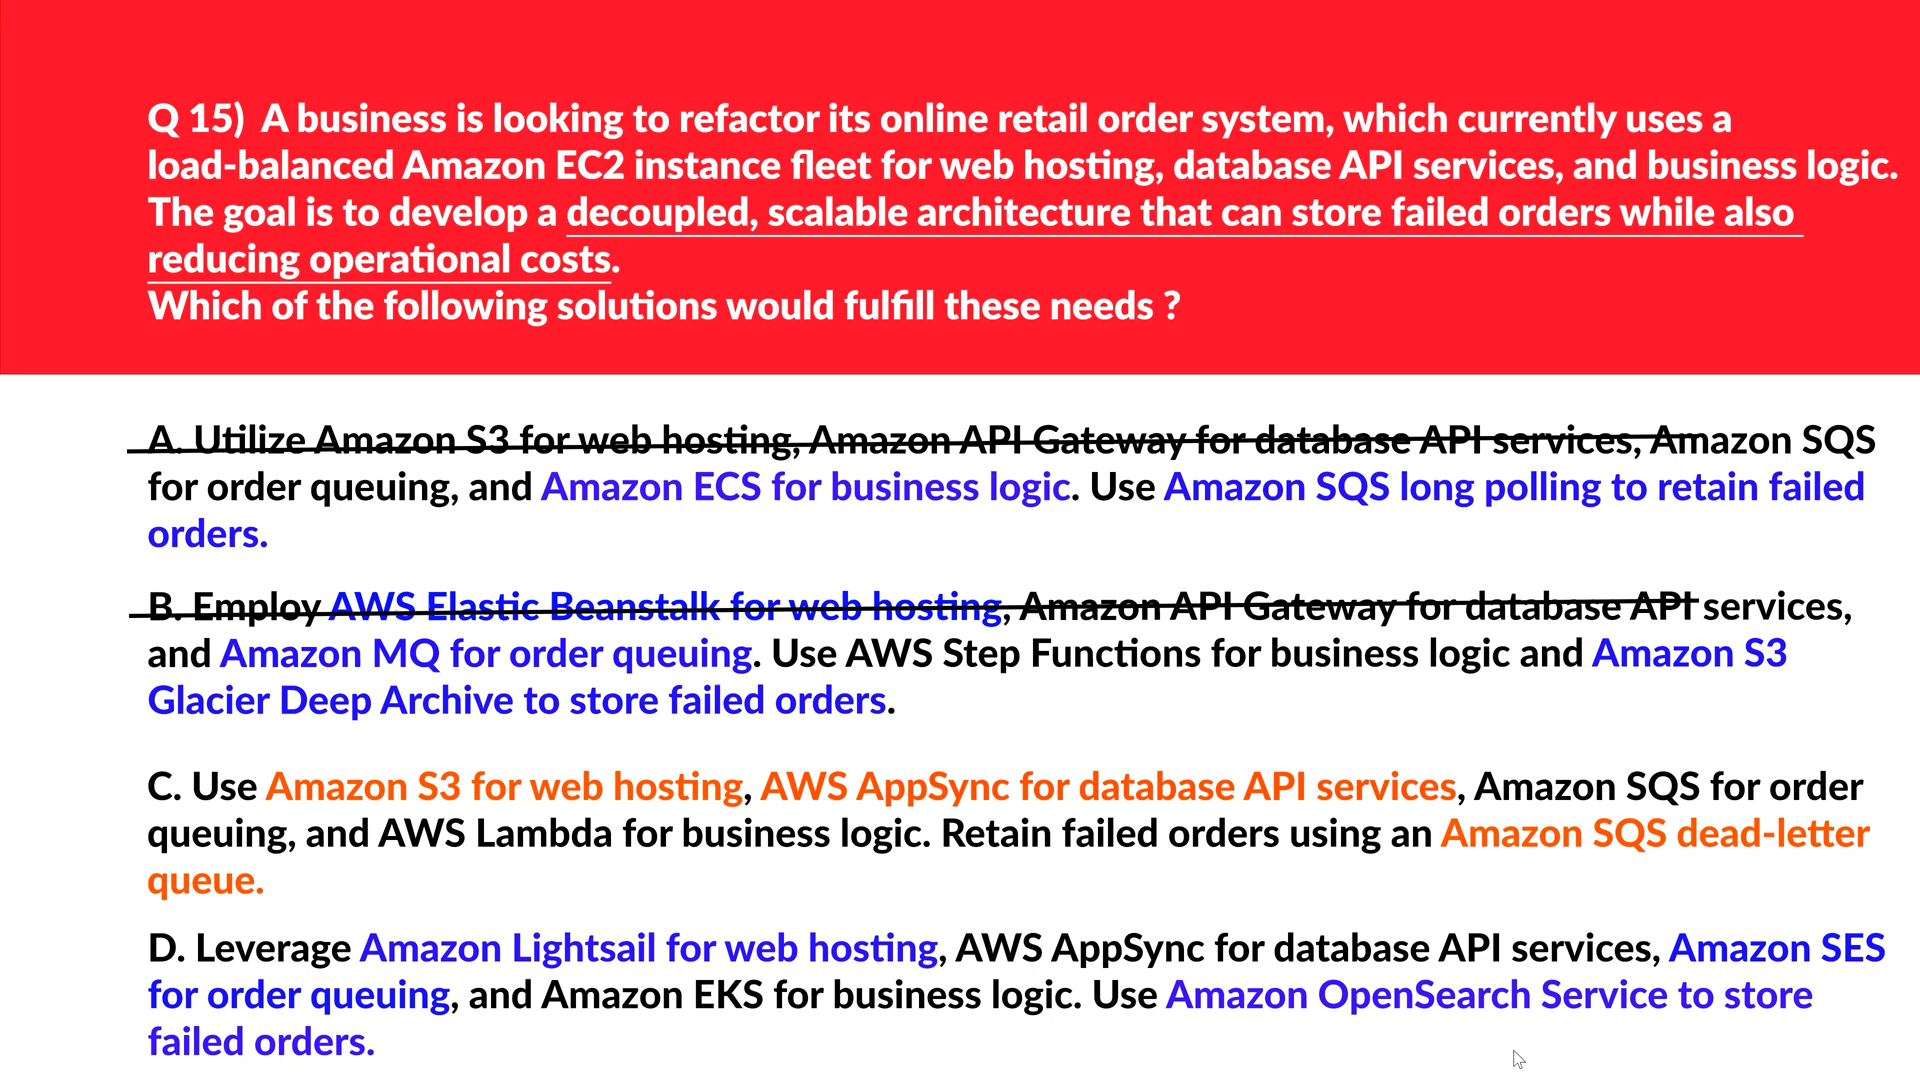 Q 15) A business is looking to refactor its online retail order system, which currently uses a
load-balanced Amazon EC2 instance fleet for web hosting, database API services, and business logic.
The goal is to develop a decoupled, scalable architecture that can store failed orders while also
reducing operational costs.
Which of the following solutions would fulfill these needs ?
A. Utilize Amazon S3 for web hosting, Amazon API Gateway for database API services, Amazon SQS
for order queuing, and Amazon ECS for business logic. Use Amazon SQS long polling to retain failed
orders.
B. Employ AWS Elastic Beanstalk for web hosting, Amazon API Gateway for database API services,
and Amazon MQ for order queuing. Use AWS Step Functions for business logic and Amazon S3
Glacier Deep Archive to store failed orders.
C. Use Amazon S3 for web hosting, AWS AppSync for database API services, Amazon SQS for order
queuing, and AWS Lambda for business logic. Retain failed orders using an Amazon SQS dead-letter
queue.
D. Leverage Amazon Lightsail for web hosting, AWS AppSync for database API services, Amazon SES
for order queuing, and Amazon EKS for business logic. Use Amazon OpenSearch Service to store
failed orders.